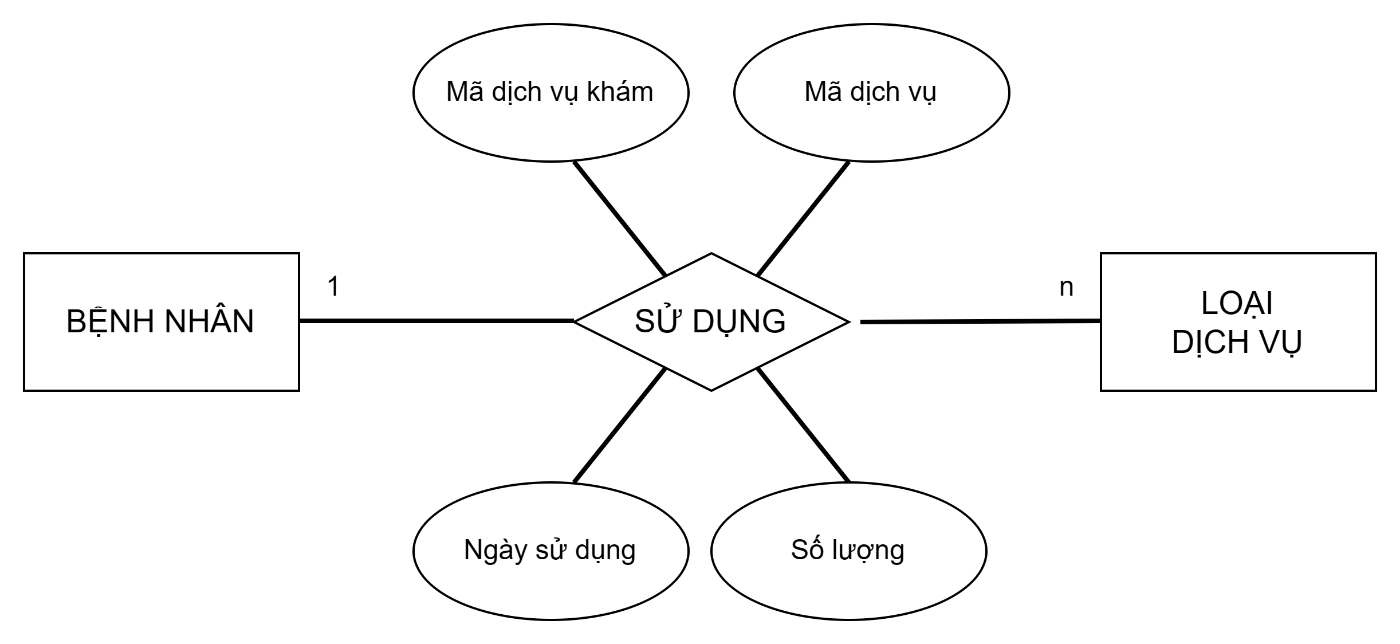 Mã dịch vụ khám
Mã dịch vụ
BỆNH NHÂN
1
SỬ DỤNG
n
LOẠI
DỊCH VỤ
Ngày sử dụng
Số lượng